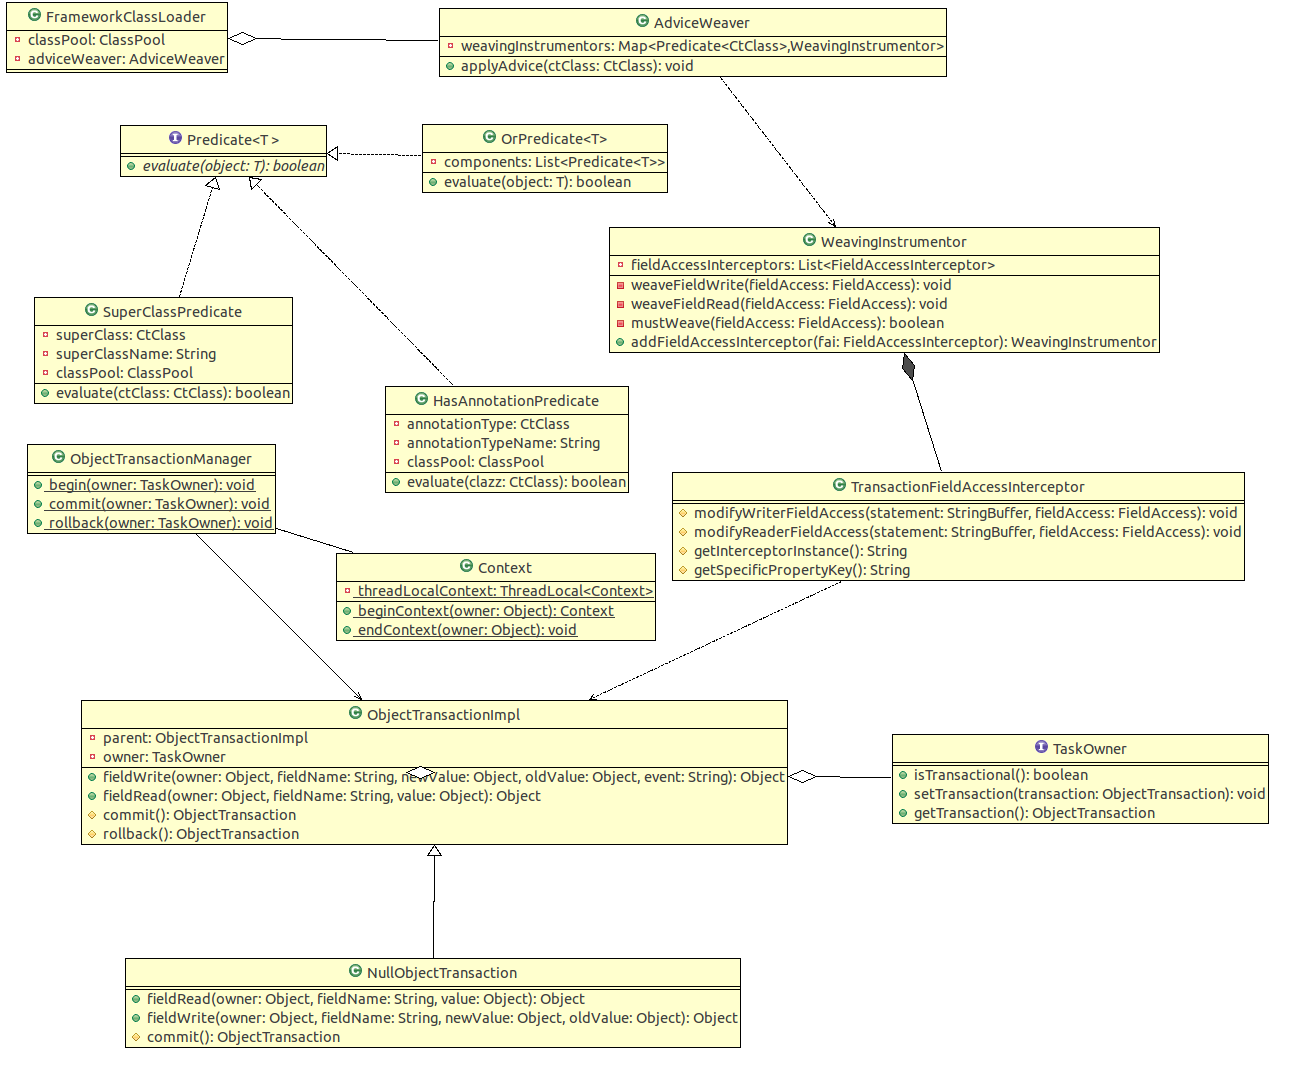 FrameworkClassLoader
classPool: ClassPool
adviceWeaver: AdviceWeaver
AdviceWeaver
weavingInstrumentors: Map<Predicate<CtClass>,WeavingInstrumentor>
applyAdvice(ctClass: CtClass): void
Predicate<T >
evaluate(object: T): boolean
OrPredicate<T>
components: List<Predicate<T>>
evaluate(object: T): boolean
WeavingInstrumentor
fieldAccessInterceptors: List<FieldAccessInterceptor>
weaveFieldWrite(fieldAccess: FieldAccess): void
weaveFieldRead(fieldAccess: FieldAccess): void
mustWeave(fieldAccess: FieldAccess): boolean
addFieldAccessInterceptor(fai: FieldAccessInterceptor): WeavingInstrumentor
SuperClassPredicate
superClass: CtClass
superClassName: String
classPool: ClassPool
evaluate(ctClass: CtClass): boolean
HasAnnotationPredicate
annotationType: CtClass
annotationTypeName: String
classPool: ClassPool
evaluate(clazz: CtClass): boolean
ObjectTransactionManager
begin(owner: TaskOwner): void
commit(owner: TaskOwner): void
rollback(owner: TaskOwner): void
TransactionFieldAccessInterceptor
modifyWriterFieldAccess(statement: StringBuffer, fieldAccess: FieldAccess): void
modifyReaderFieldAccess(statement: StringBuffer, fieldAccess: FieldAccess): void
getInterceptorInstance(): String
getSpecificPropertyKey(): String
Context
threadLocalContext: ThreadLocal<Context>
beginContext(owner: Object): Context
endContext(owner: Object): void
ObjectTransactionImpl
parent: ObjectTransactionImpl
owner: TaskOwner
fieldWrite(owner: Object, fieldName: String, newValue: Object, oldValue: Object, event: String): Object
fieldRead(owner: Object, fieldName: String, value: Object): Object
commit(): ObjectTransaction
rollback(): ObjectTransaction
TaskOwner
isTransactional(): boolean
setTransaction(transaction: ObjectTransaction): void
getTransaction(): ObjectTransaction
NullObjectTransaction
fieldRead(owner: Object, fieldName: String, value: Object): Object
fieldWrite(owner: Object, fieldName: String, newValue: Object, oldValue: Object): Object
commit(): ObjectTransaction